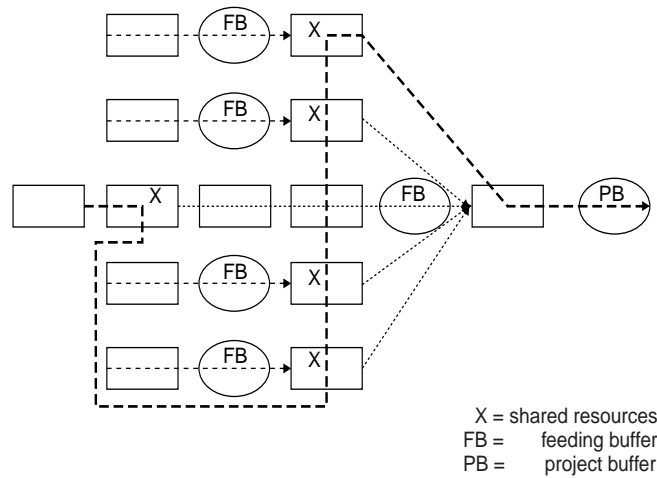 FB X
FB X
X FB PB
FB X
FB X
X = shared resources
FB = feeding buffer
PB = project buffer